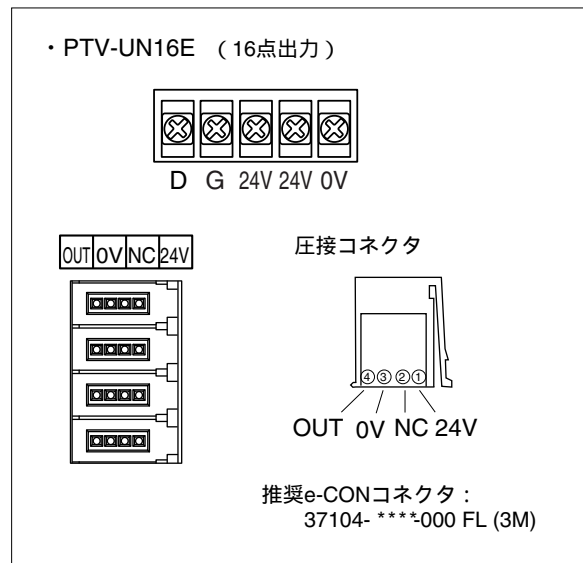 ・PTV-UN16E （16点出力）
D G 24V 24V 0V
OUT 0V NC 24V
圧接コネクタ
④③②①
OUT 0V NC 24V
推奨e-CONコネクタ：
37104- ****-000 FL (3M)